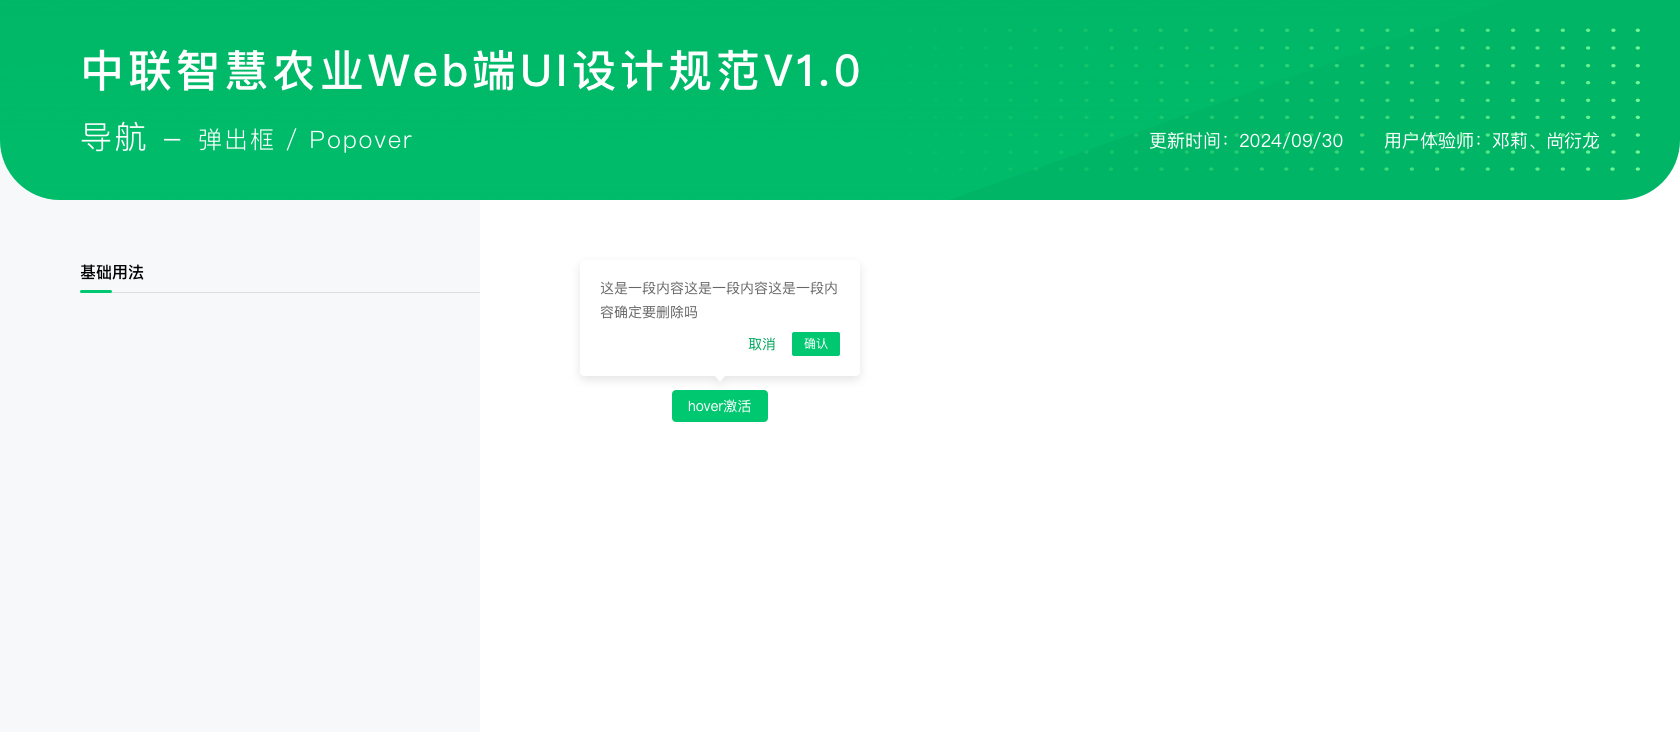 中联智慧农业Web端UI设计规范V1.0
导航 – 弹出框 / Popover
更新时间：2024/09/30 用户体验师：邓莉、尚衍龙
基础用法
这是一段内容这是一段内容这是一段内
容确定要删除吗
取消 确认
hover激活